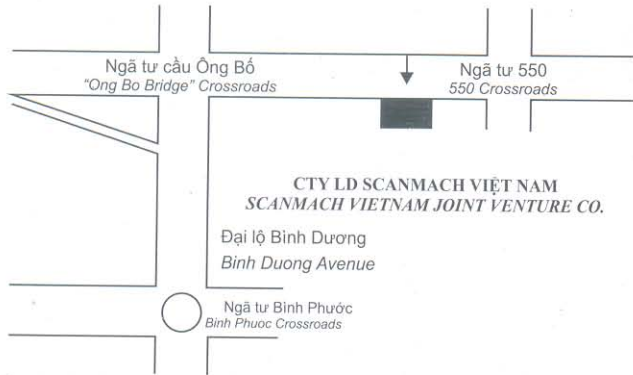 Ngã tư cầu Ông Bố
"Ong Bo Bridge" Crossroads
Ngã tư 550
550 Crossroads
CTY LD SCANMACH VIỆT NAM
SCANMACH VIETNAM JOINT VENTURE CO.
Đại lộ Bình Dương
Binh Duong Avenue
Ngã tư Bình Phước
Binh Phuoc Crossroads